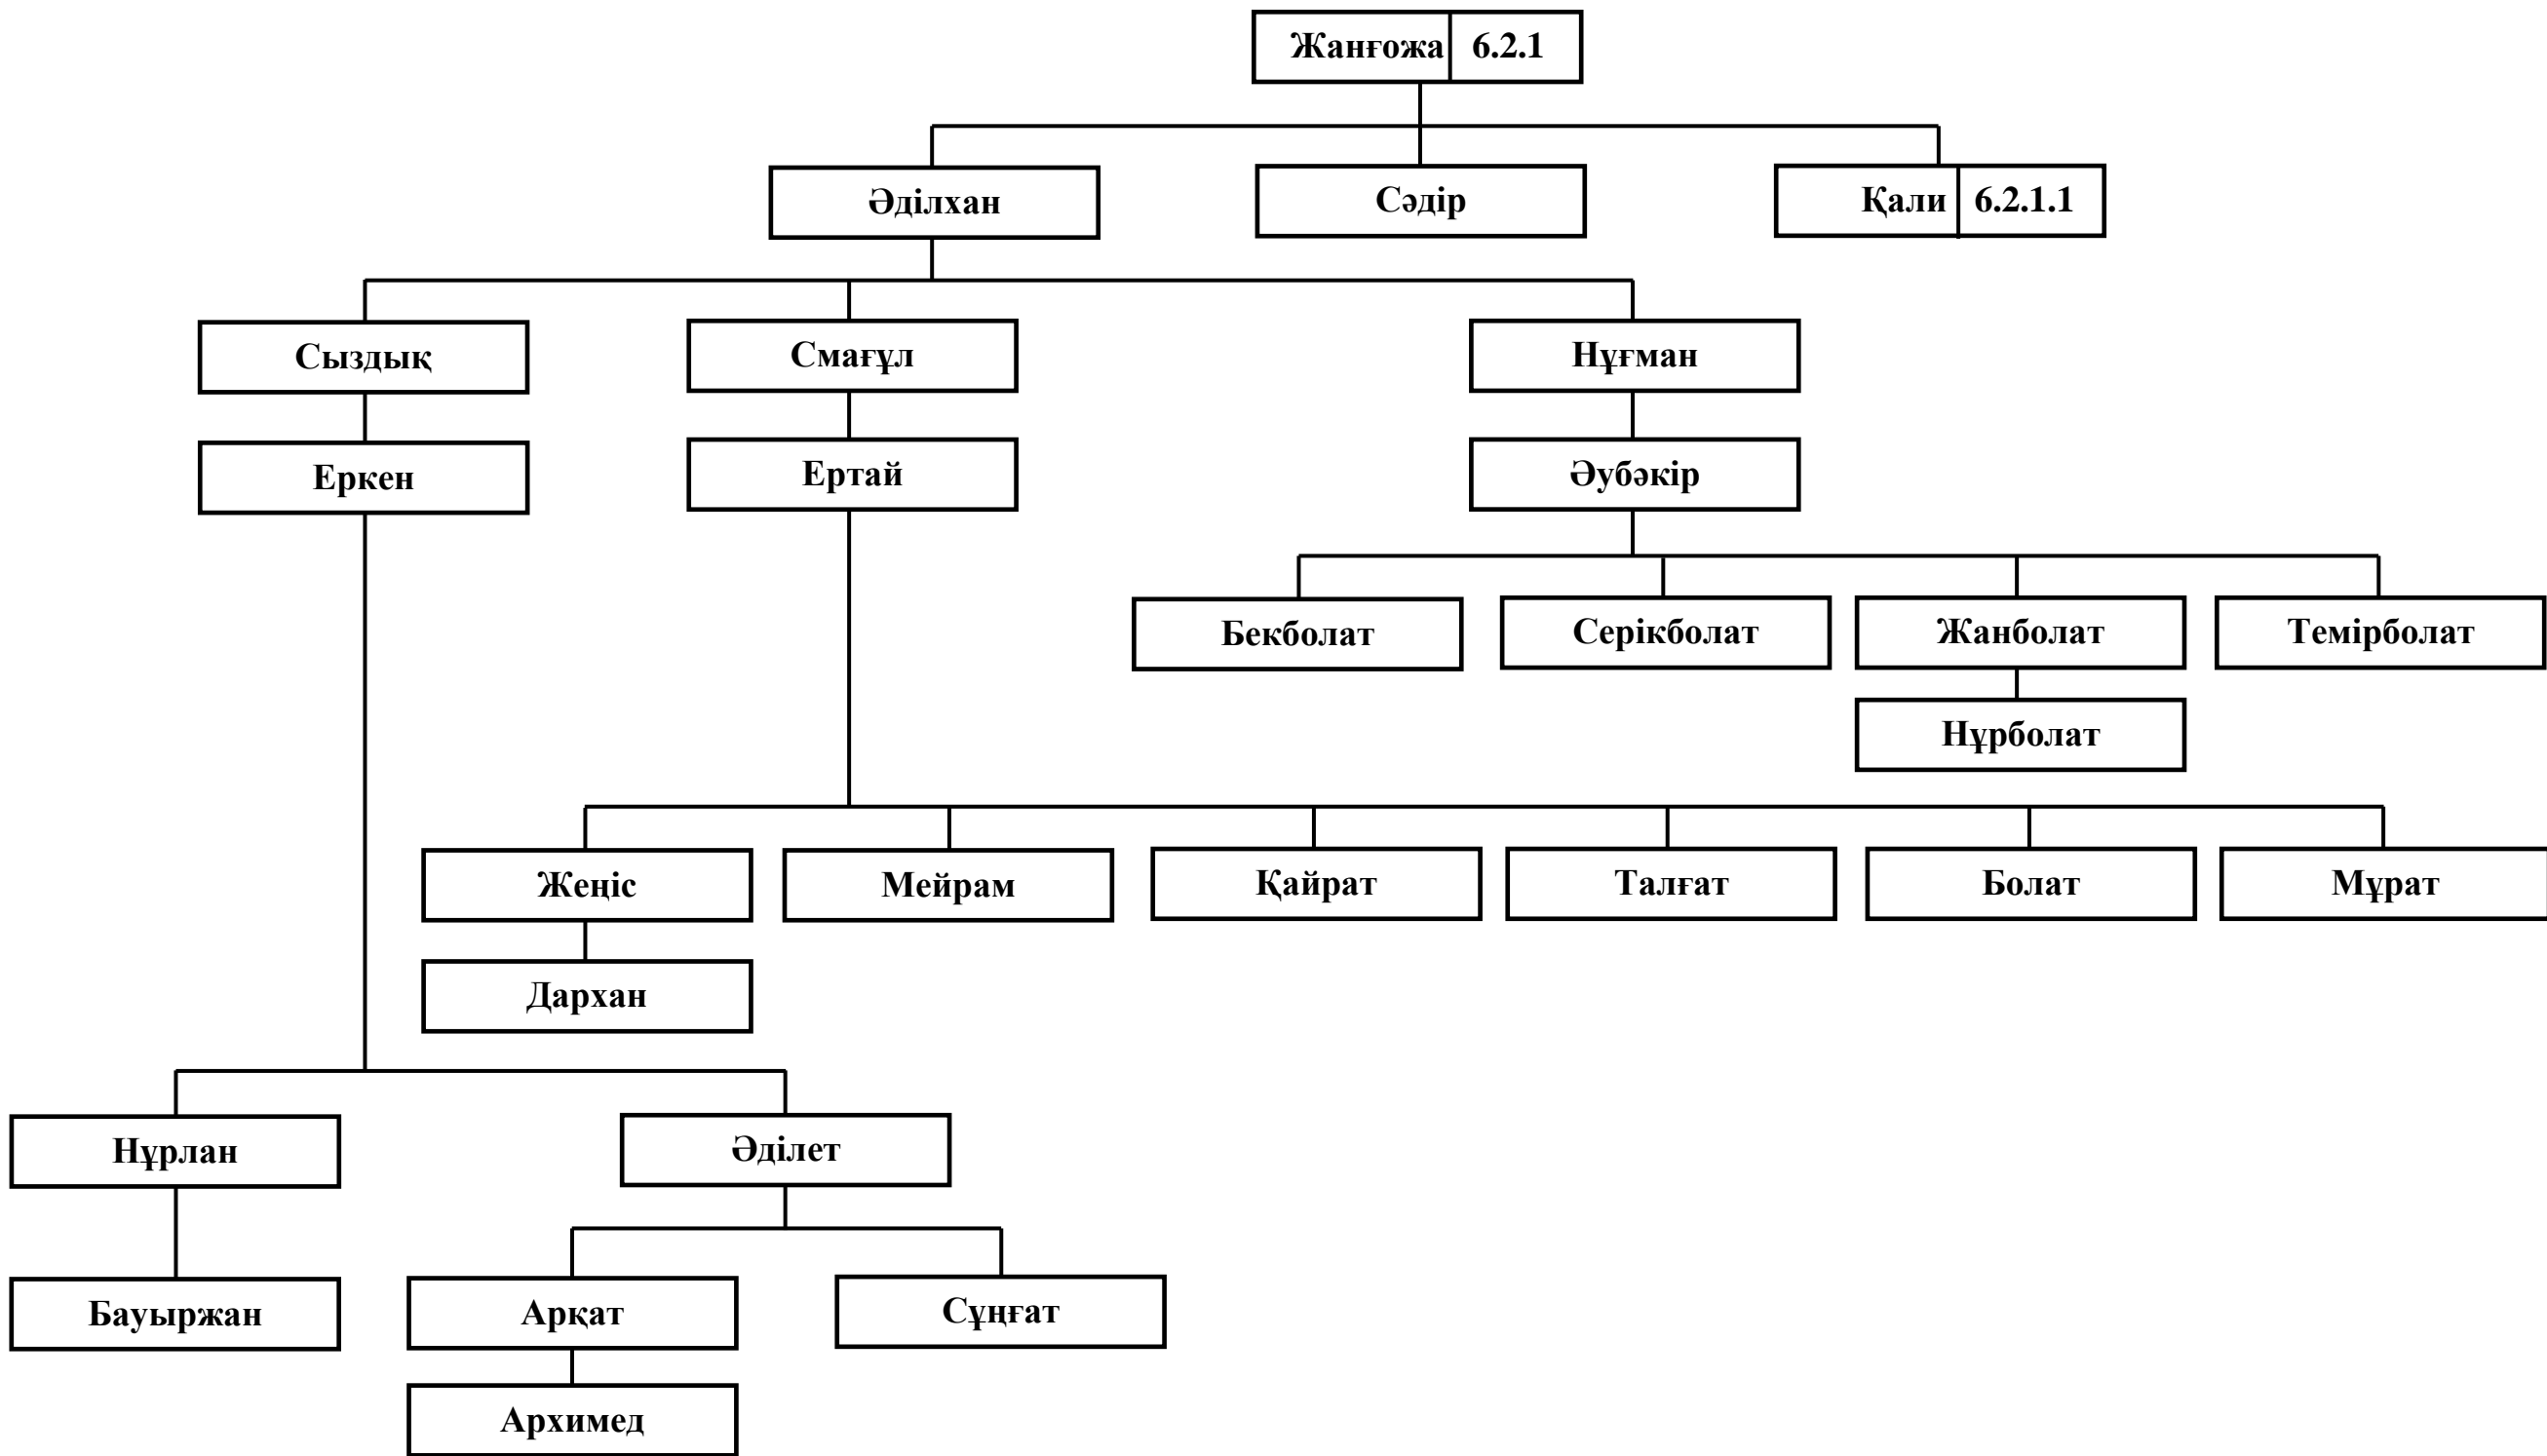 Жанғожа 6.2.1
Әділхан
Сәдір
Қали 6.2.1.1
Сыздық
Смағұл
Нұғман
Еркен
Ертай
Әубәкір
Бекболат
Серікболат
Жанболат
Темірболат
Нұрболат
Жеңіс
Мейрам
Қайрат
Талғат
Болат
Мұрат
Дархан
Нұрлан
Әділет
Бауыржан
Арқат
Сұңғат
Архимед